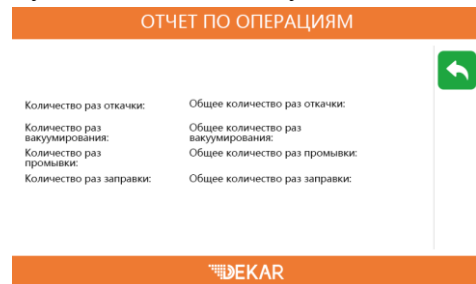 ОТЧЕТ ПО ОПЕРАЦИЯМ
Количество раз откачки:
Общее количество раз откачки:
Количество раз
вакуумирования:
Общее количество раз
вакуумирования:
Количество раз
промывки:
Общее количество раз промывки:
Количество раз заправки:
Общее количество раз заправки:
DEKAR